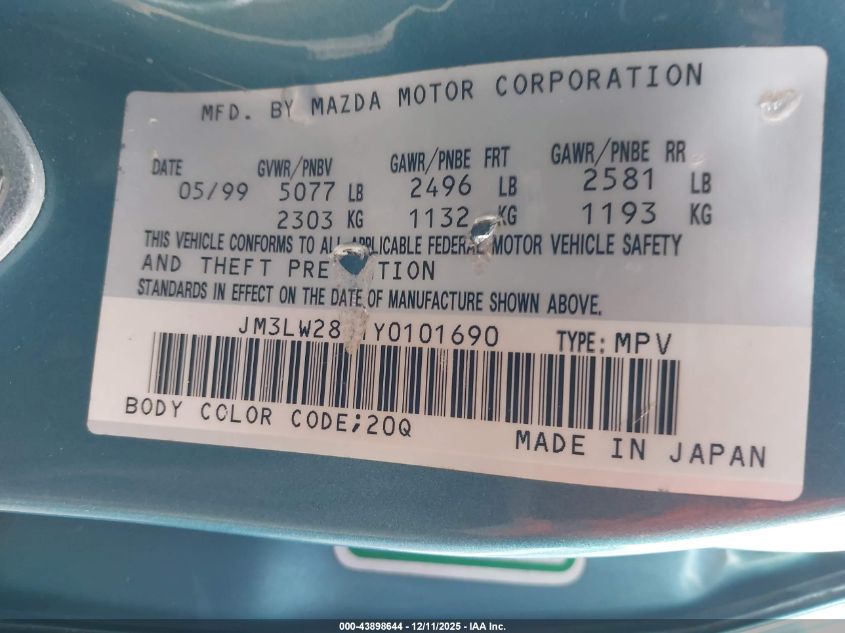 MFD. BY MAZDA MOTOR CORPORATION
DATE GVWR/PNBV GAWR/PNBE FRT GAWR/PNBE RR
05/99 5077 LB 2496 LB 2581 LB
2303 KG 1132 KG 1193 KG
THIS VEHICLE CONFORMS TO ALL APPLICABLE FEDERAL MOTOR VEHICLE SAFETY
AND THEFT PRE TION
STANDARDS IN EFFECT ON THE DATE OF MANUFACTURE SHOWN ABOVE.
JM3LW28 Y0101690 TYPE: MPV
BODY COLOR CODE;20Q
MADE IN JAPAN
000-43898644 - 12/11/2025 - IAA Inc.